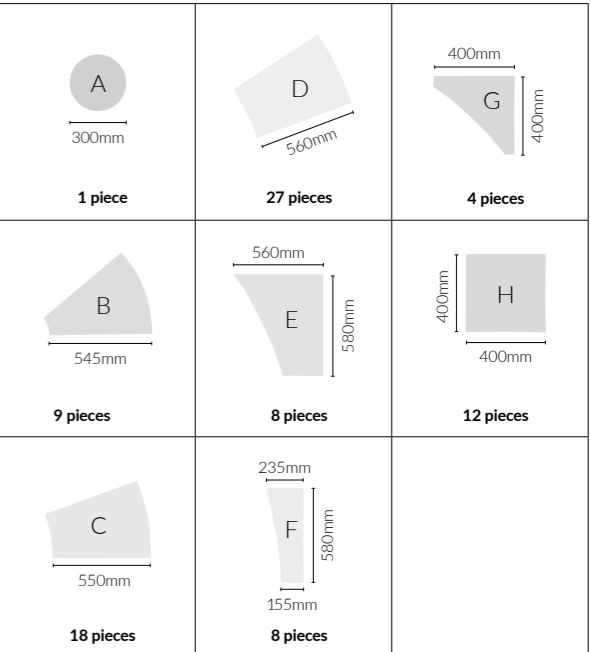 A
300mm
1 piece
D
560mm
27 pieces
400mm
G
400mm
4 pieces
B
545mm
9 pieces
560mm
E
580mm
8 pieces
400mm
H
400mm
12 pieces
C
550mm
18 pieces
235mm
F
580mm
155mm
8 pieces